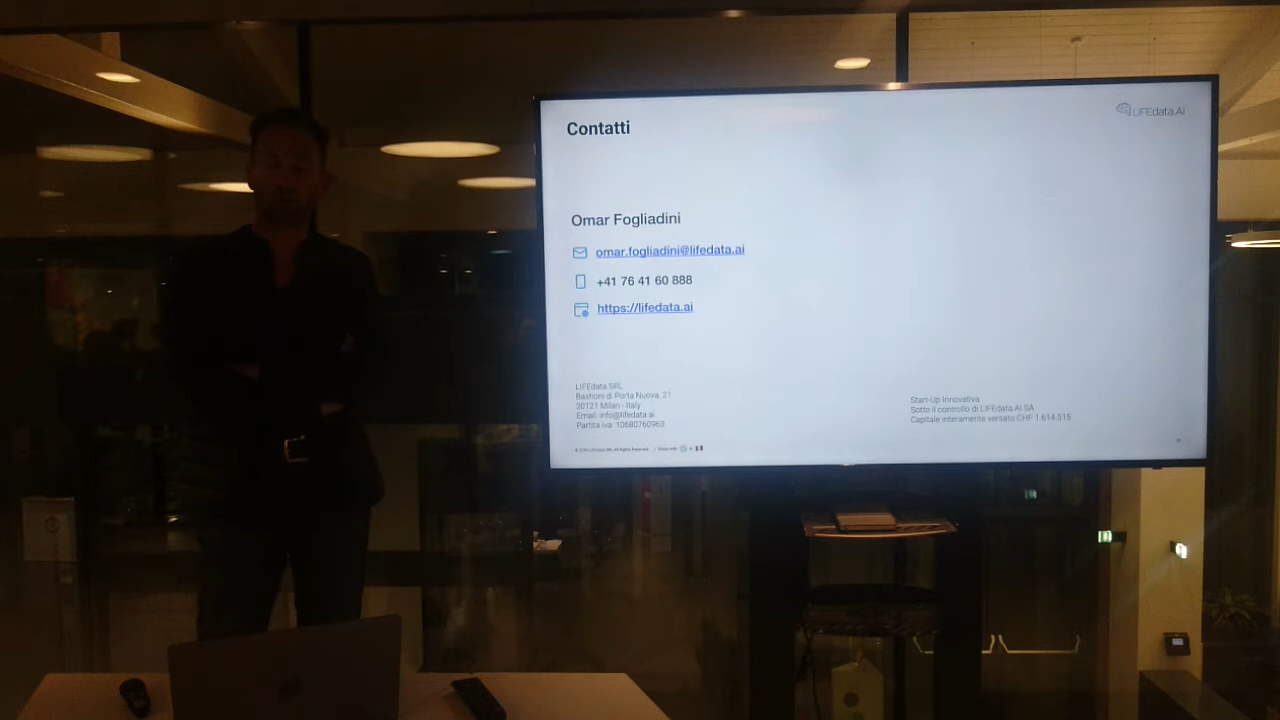 Contatti
LIFEdata.AI
Omar Fogliadini
omar.fogliadini@lifedata.ai
+41 76 41 60 888
https://lifedata.ai
LIFEdata SRL
Bastioni di Porta Nuova, 21
20121 Milan - Italy
Email: info@lifedata.ai
Partita iva 10680760963
Start-Up Innovativa
Sotto il controllo di LIFEdata.AI SA
Capitale interamente versato CHF 1.614.515